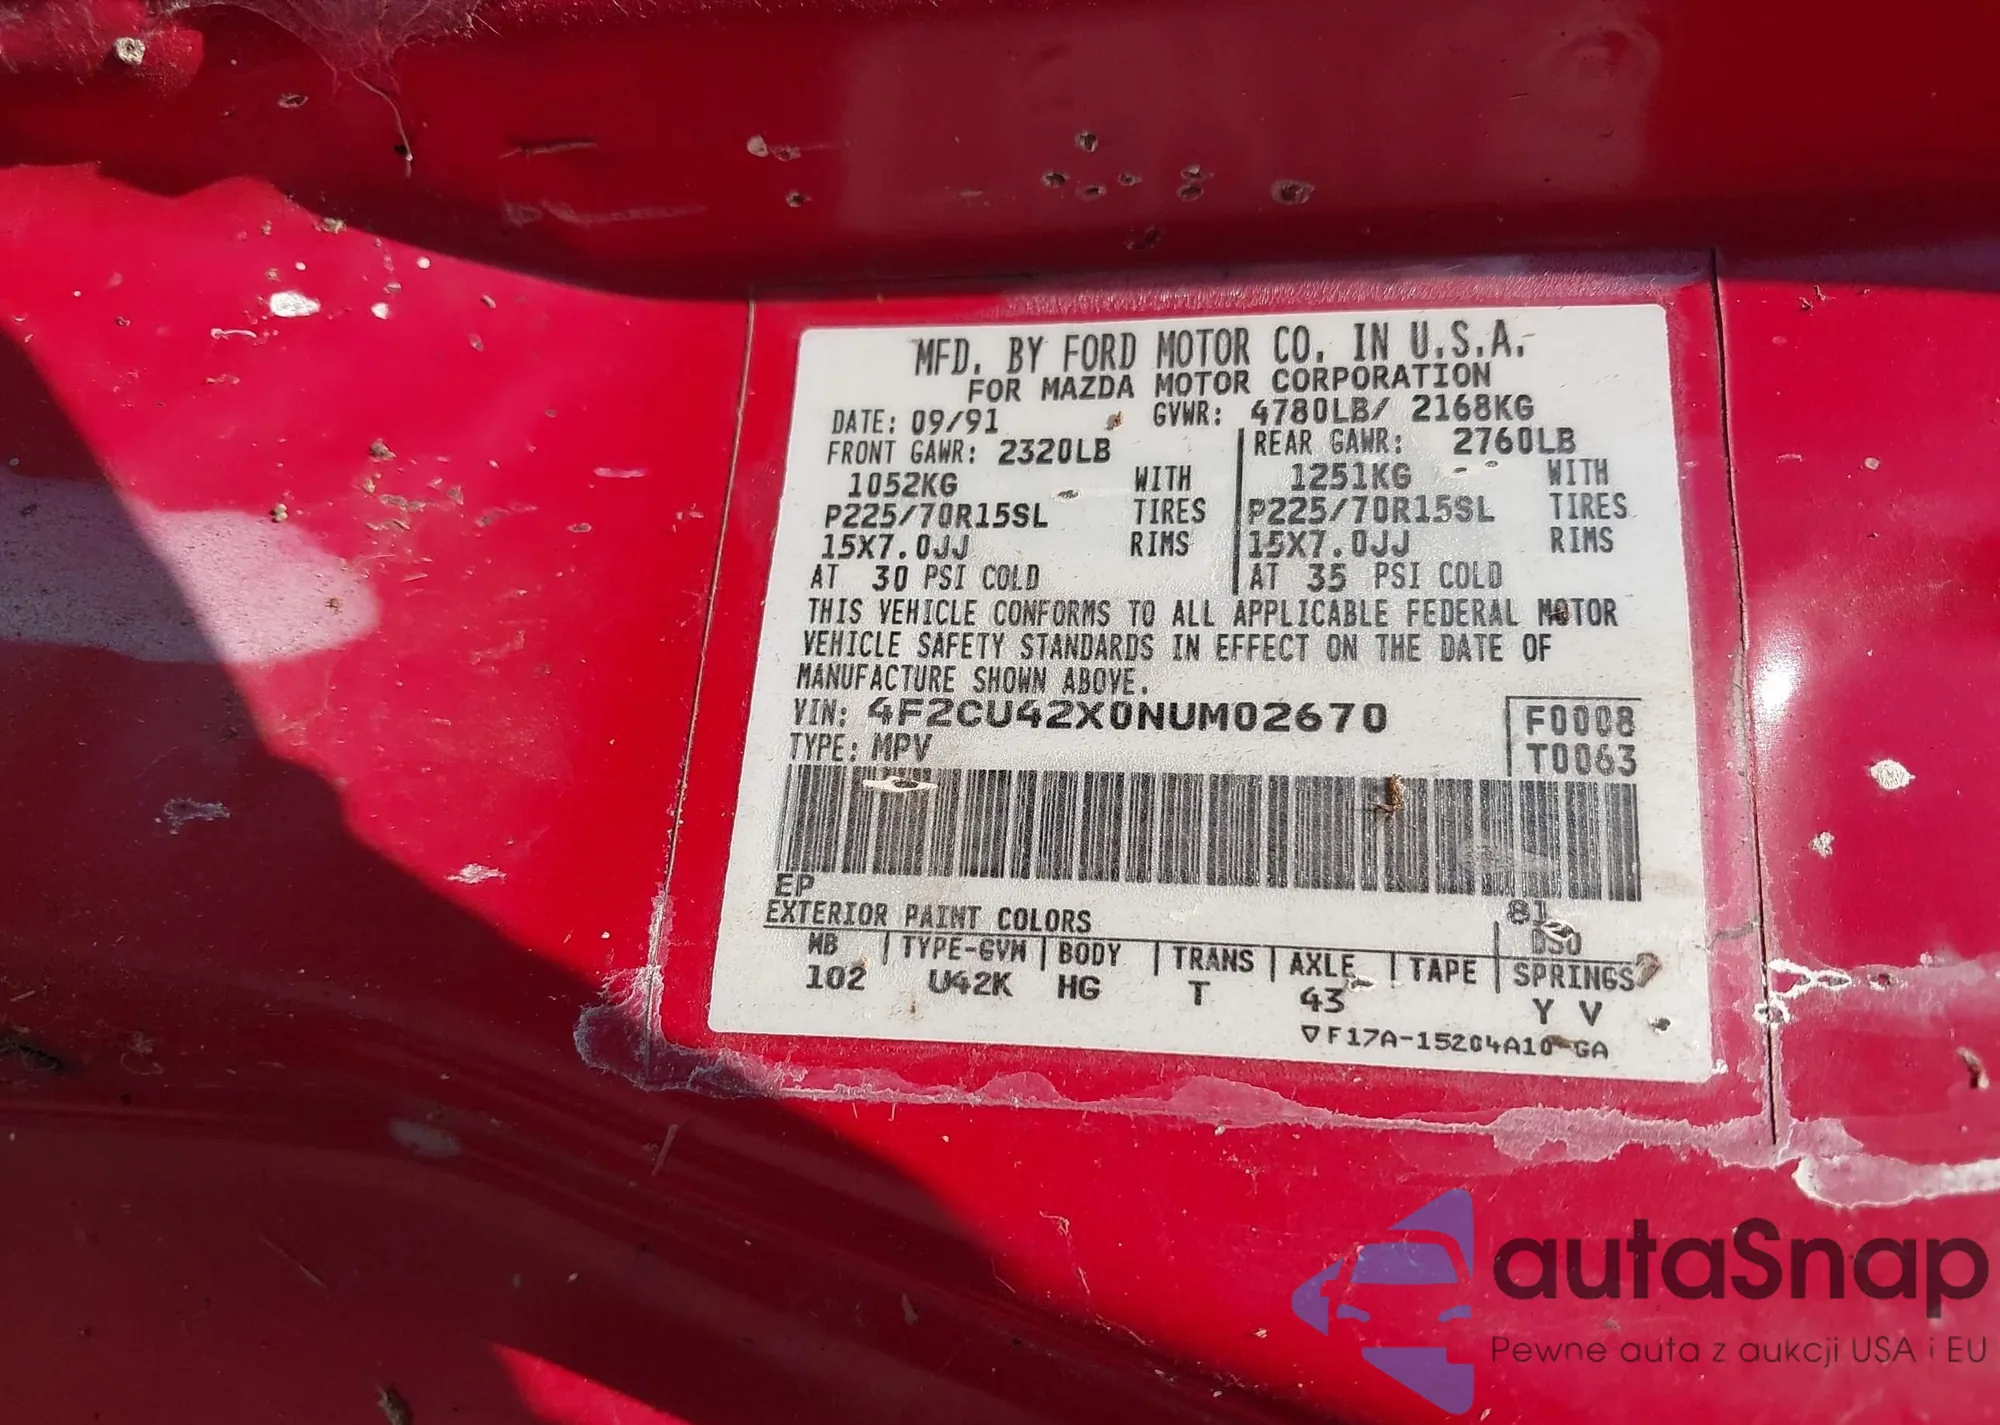 MFD. BY FORD MOTOR CO. IN U.S.A.
FOR MAZDA MOTOR CORPORATION
DATE: 09/91 GVWR: 4780LB/ 2168KG
FRONT GAWR: 2320LB REAR GAWR: 2760LB
1052KG WITH 1251KG WITH
P225/70R15SL TIRES P225/70R15SL TIRES
15X7.0JJ RIMS 15X7.0JJ RIMS
AT 30 PSI COLD AT 35 PSI COLD
THIS VEHICLE CONFORMS TO ALL APPLICABLE FEDERAL MOTOR
VEHICLE SAFETY STANDARDS IN EFFECT ON THE DATE OF
MANUFACTURE SHOWN ABOVE.
VIN: 4F2CU42X0NUM02670 F0008
TYPE: MPV T0063
EP 81
EXTERIOR PAINT COLORS DSO
WB TYPE-GVW BODY TRANS AXLE TAPE SPRINGS
102 U42K HG T 43 Y V
▽F17A-15204A10-GA
autaSnap
Pewne auta z aukcji USA i EU